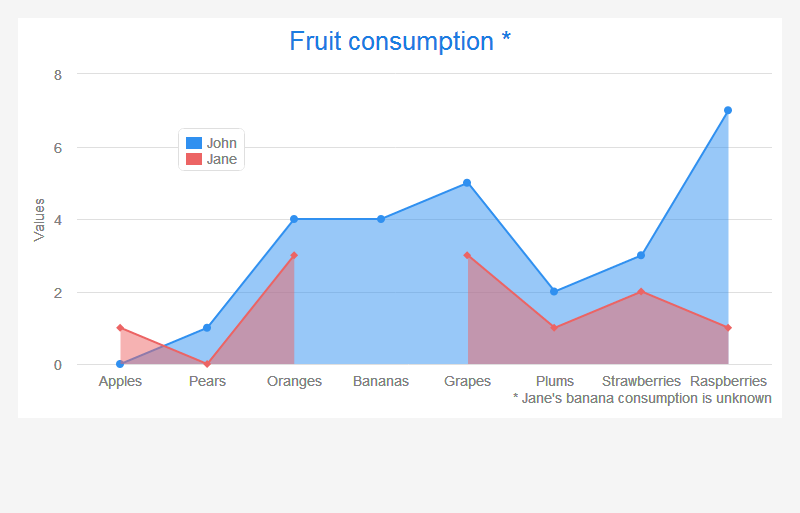 Fruit consumption *
8
6
4
2
0
Values
John
Jane
Apples Pears Oranges Bananas Grapes Plums Strawberries Raspberries
* Jane's banana consumption is unknown